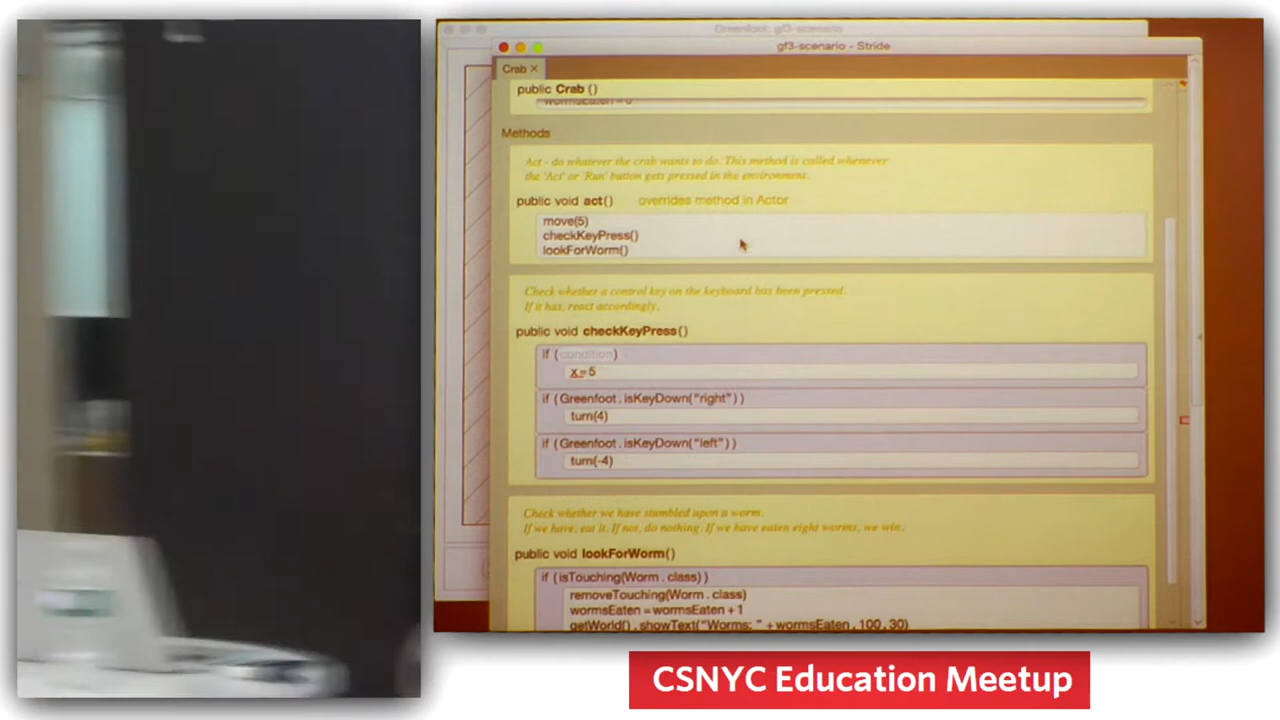 Greenfoot: gf3-scenario
gf3-scenario - Stride
Crab ×
public Crab ()
wormsEaten = 0
Methods
Act - do whatever the crab wants to do. This method is called whenever
the 'Act' or 'Run' button gets pressed in the environment.
public void act() overrides method in Actor
move(5)
checkKeyPress()
lookForWorm()
Check whether a control key on the keyboard has been pressed.
If it has, react accordingly.
public void checkKeyPress()
if (condition)
x=5
if (Greenfoot . isKeyDown("right") )
turn(4)
if (Greenfoot . isKeyDown("left") )
turn(-4)
Check whether we have stumbled upon a worm.
If we have, eat it. If not, do nothing. If we have eaten eight worms, we win.
public void lookForWorm()
if (isTouching(Worm . class) )
removeTouching(Worm . class)
wormsEaten = wormsEaten + 1
getWorld() . showText("Worms: " + wormsEaten , 100 , 30)
CSNYC Education Meetup